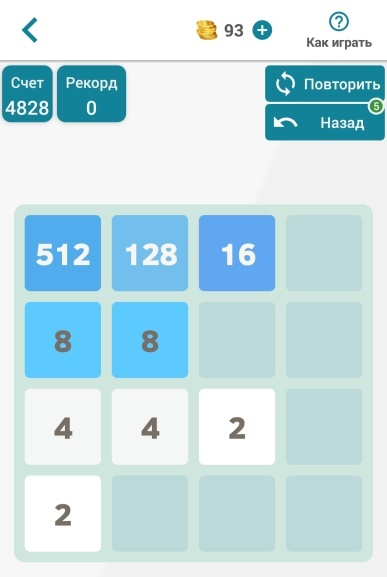 93
Как играть
Счет
4828
Рекорд
0
Повторить
5
Назад
512 128 16
8 8
4 4 2
2